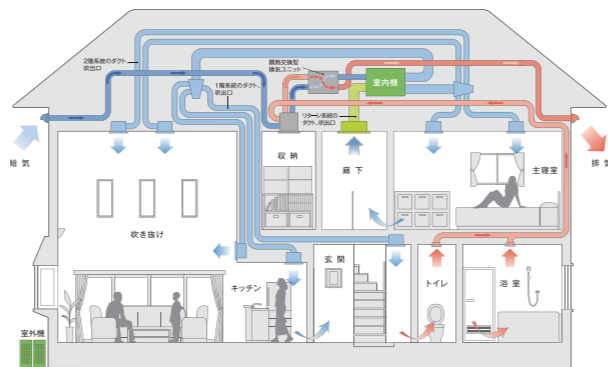 2階系統のダクト、
吹出口
1階系統のダクト、
吹出口
顕熱交換型
換気ユニット
室内機
リターン系統の
ダクト、吹出口
給 気
排 気
収 納
廊 下
主寝室
吹き抜け
玄 関
キッチン
トイレ
浴 室
室外機